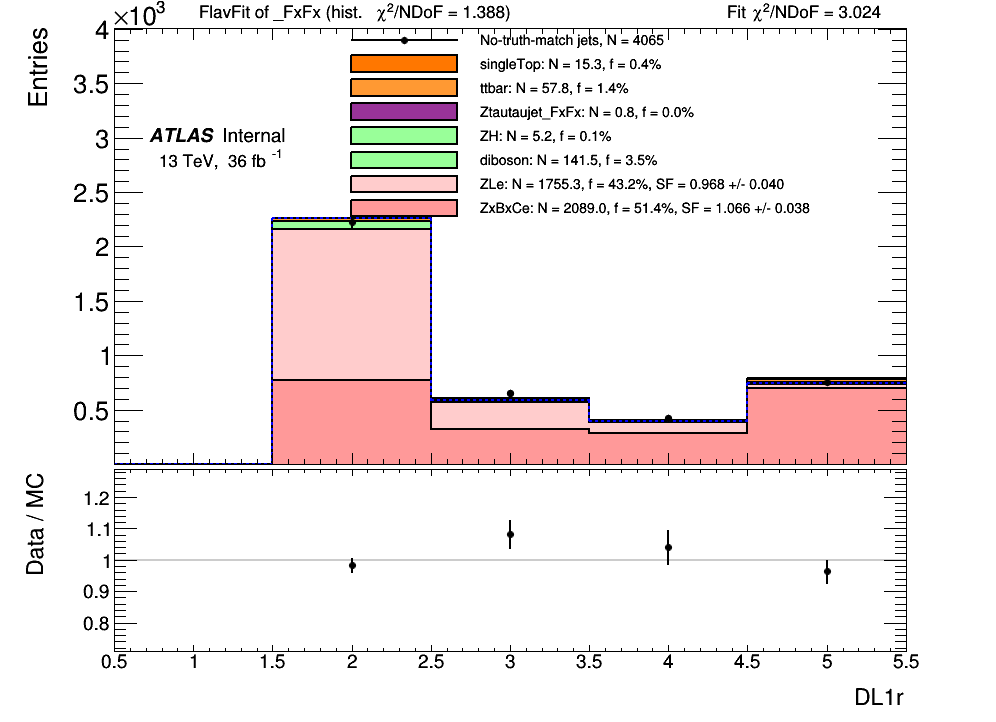 FlavFit of _FxFx (hist. χ²/NDoF = 1.388) Fit χ²/NDoF = 3.024
×10³
Entries
4
3.5
3
2.5
2
1.5
1
0.5
No-truth-match jets, N = 4065
singleTop: N = 15.3, f = 0.4%
ttbar: N = 57.8, f = 1.4%
Ztautaujet_FxFx: N = 0.8, f = 0.0%
ZH: N = 5.2, f = 0.1%
diboson: N = 141.5, f = 3.5%
ZLe: N = 1755.3, f = 43.2%, SF = 0.968 +/- 0.040
ZxBxCe: N = 2089.0, f = 51.4%, SF = 1.066 +/- 0.038
ATLAS Internal
13 TeV, 36 fb⁻¹
Data / MC
1.2
1.1
1
0.9
0.8
0.5 1 1.5 2 2.5 3 3.5 4 4.5 5 5.5
DL1r